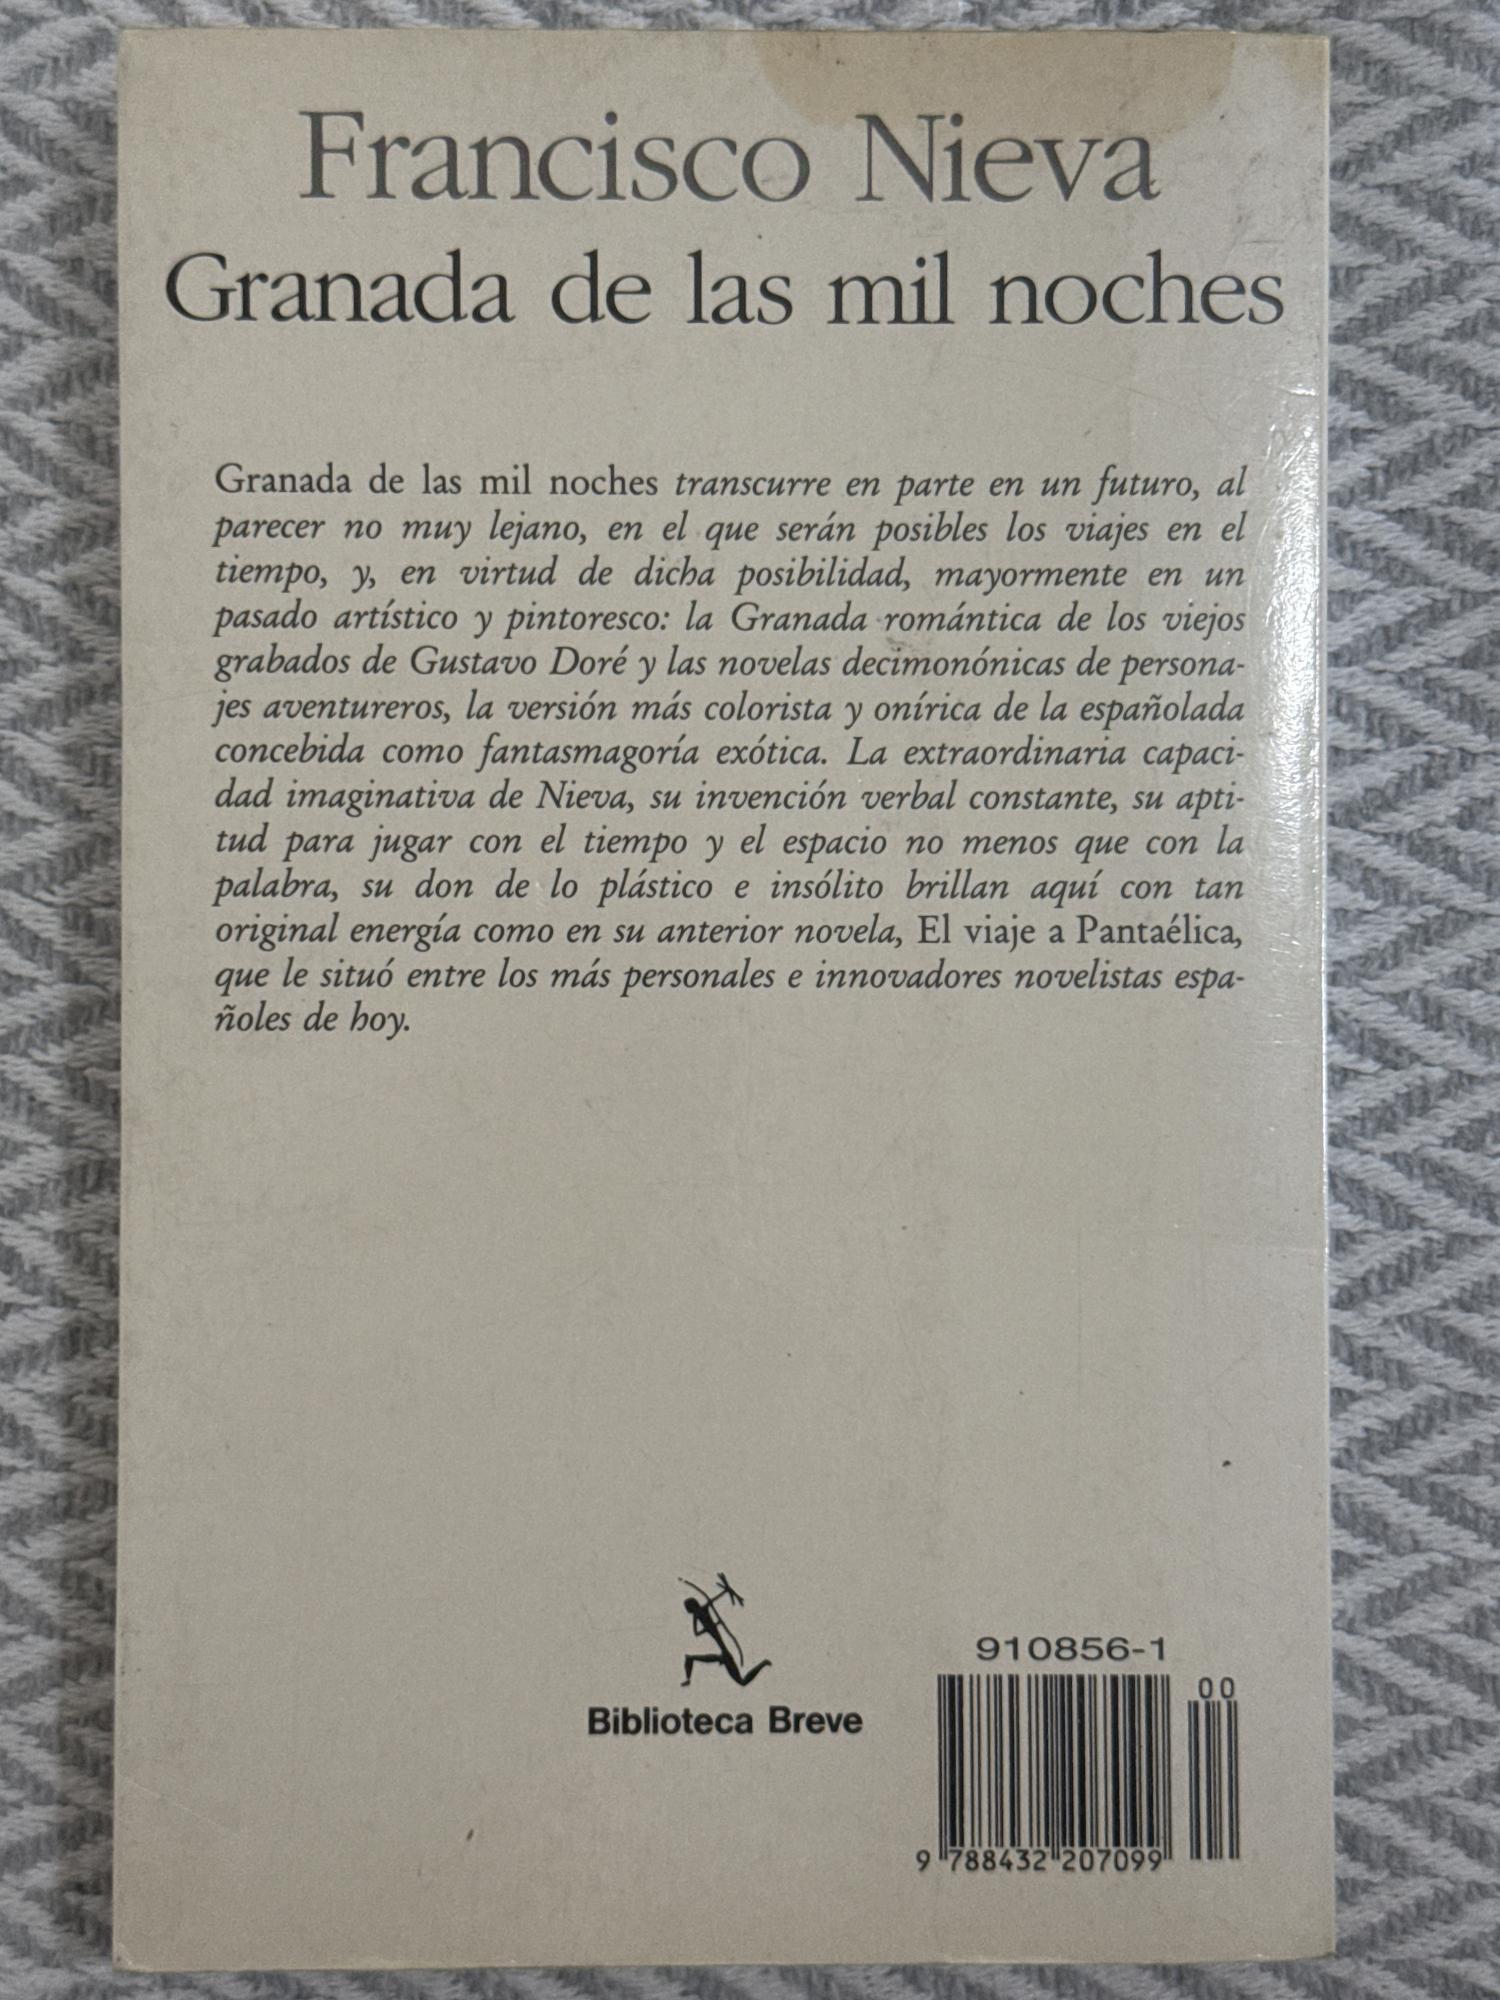 Francisco Nieva
Granada de las mil noches
Granada de las mil noches transcurre en parte en un futuro, al
parecer no muy lejano, en el que serán posibles los viajes en el
tiempo, y, en virtud de dicha posibilidad, mayormente en un
pasado artístico y pintoresco: la Granada romántica de los viejos
grabados de Gustavo Doré y las novelas decimonónicas de persona-
jes aventureros, la versión más colorista y onírica de la españolada
concebida como fantasmagoría exótica. La extraordinaria capaci-
dad imaginativa de Nieva, su invención verbal constante, su apti-
tud para jugar con el tiempo y el espacio no menos que con la
palabra, su don de lo plástico e insólito brillan aquí con tan
original energía como en su anterior novela, El viaje a Pantaélica,
que le situó entre los más personales e innovadores novelistas espa-
ñoles de hoy.
Biblioteca Breve
910856-1
00
9 788432 207099